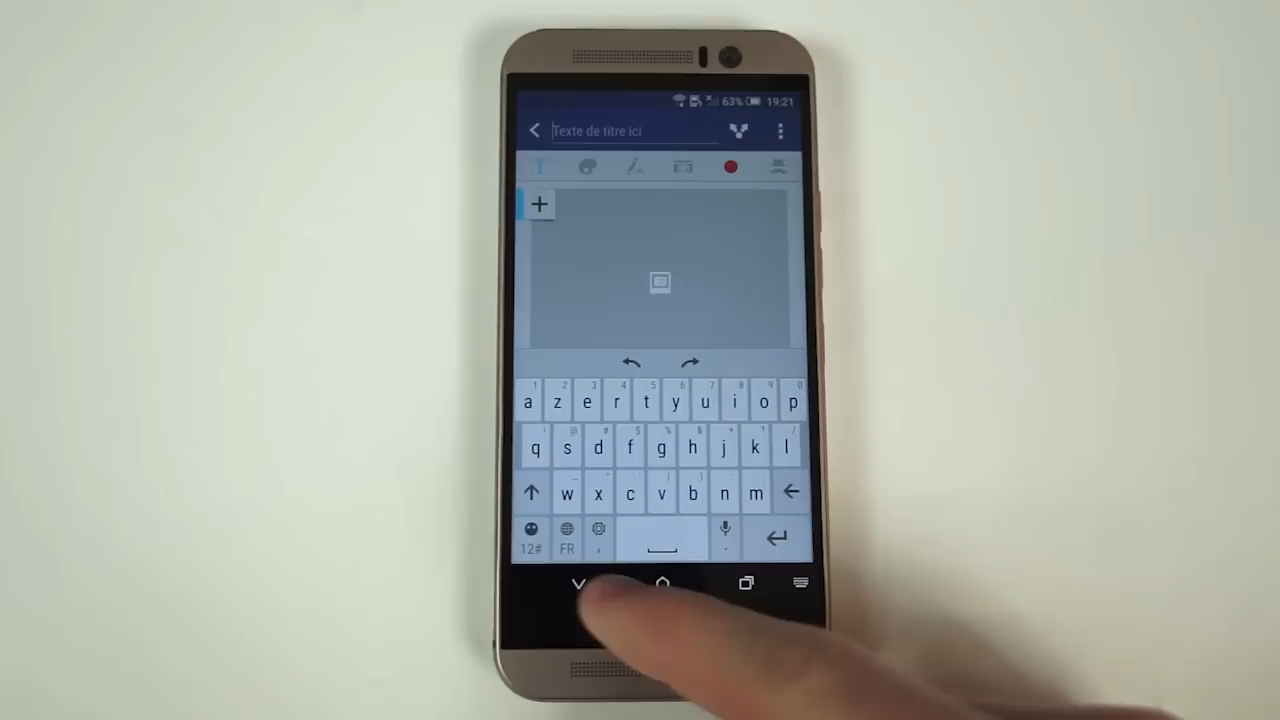 63% 19:21
Texte de titre ici
T
1 2 3 4 5 6 7 8 9 0
a z e r t y u i o p
! @ # $ % & * ? /
q s d f g h j k l
w x c v b n m
12# FR , .